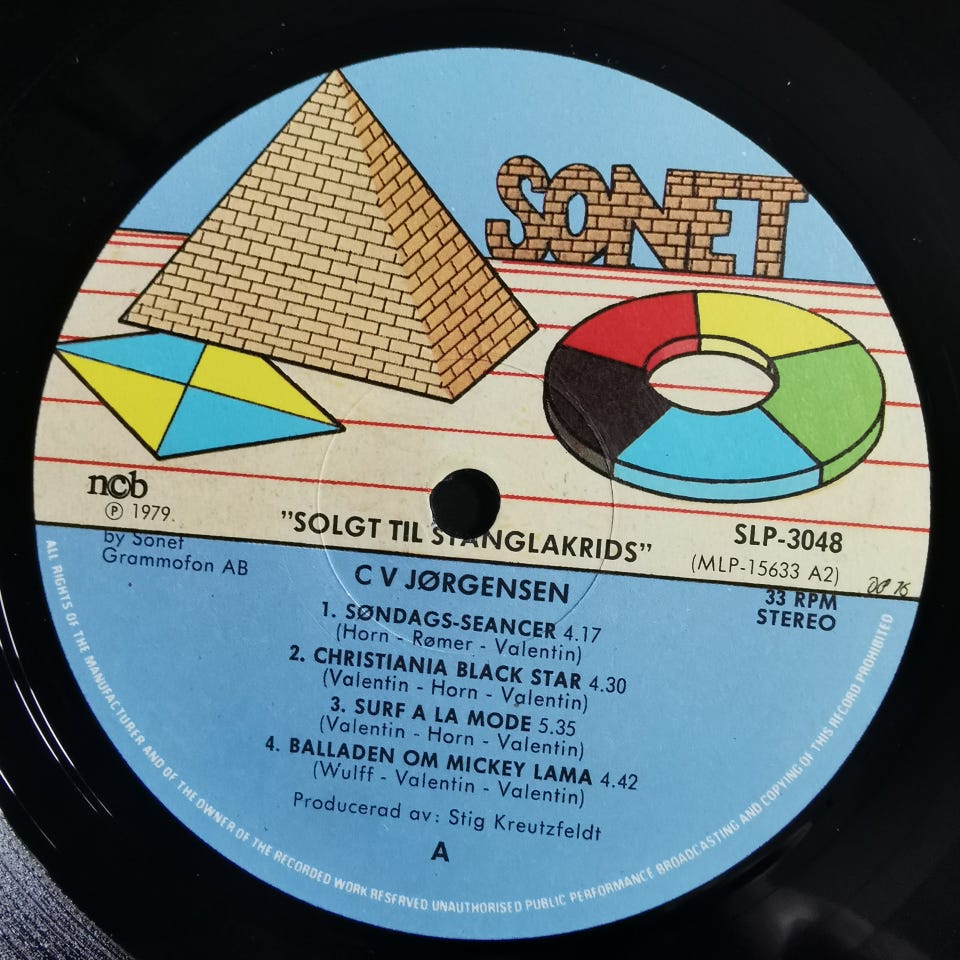 SONET
ncb
Ⓟ 1979.
by Sonet
Grammofon AB
"SOLGT TIL STANGLAKRIDS"
SLP-3048
(MLP-15633 A2)
33 RPM
STEREO
C V JØRGENSEN
1. SØNDAGS-SEANCER 4.17
(Horn - Rømer - Valentin)
2. CHRISTIANIA BLACK STAR 4.30
(Valentin - Horn - Valentin)
3. SURF A LA MODE 5.35
(Valentin - Horn - Valentin)
4. BALLADEN OM MICKEY LAMA 4.42
(Wulff - Valentin - Valentin)
Producerad av: Stig Kreutzfeldt
A
ALL RIGHTS OF THE MANUFACTURER AND OF THE OWNER OF THE RECORDED WORK RESERVED UNAUTHORISED PUBLIC PERFORMANCE BROADCASTING AND COPYING OF THIS RECORD PROHIBITED